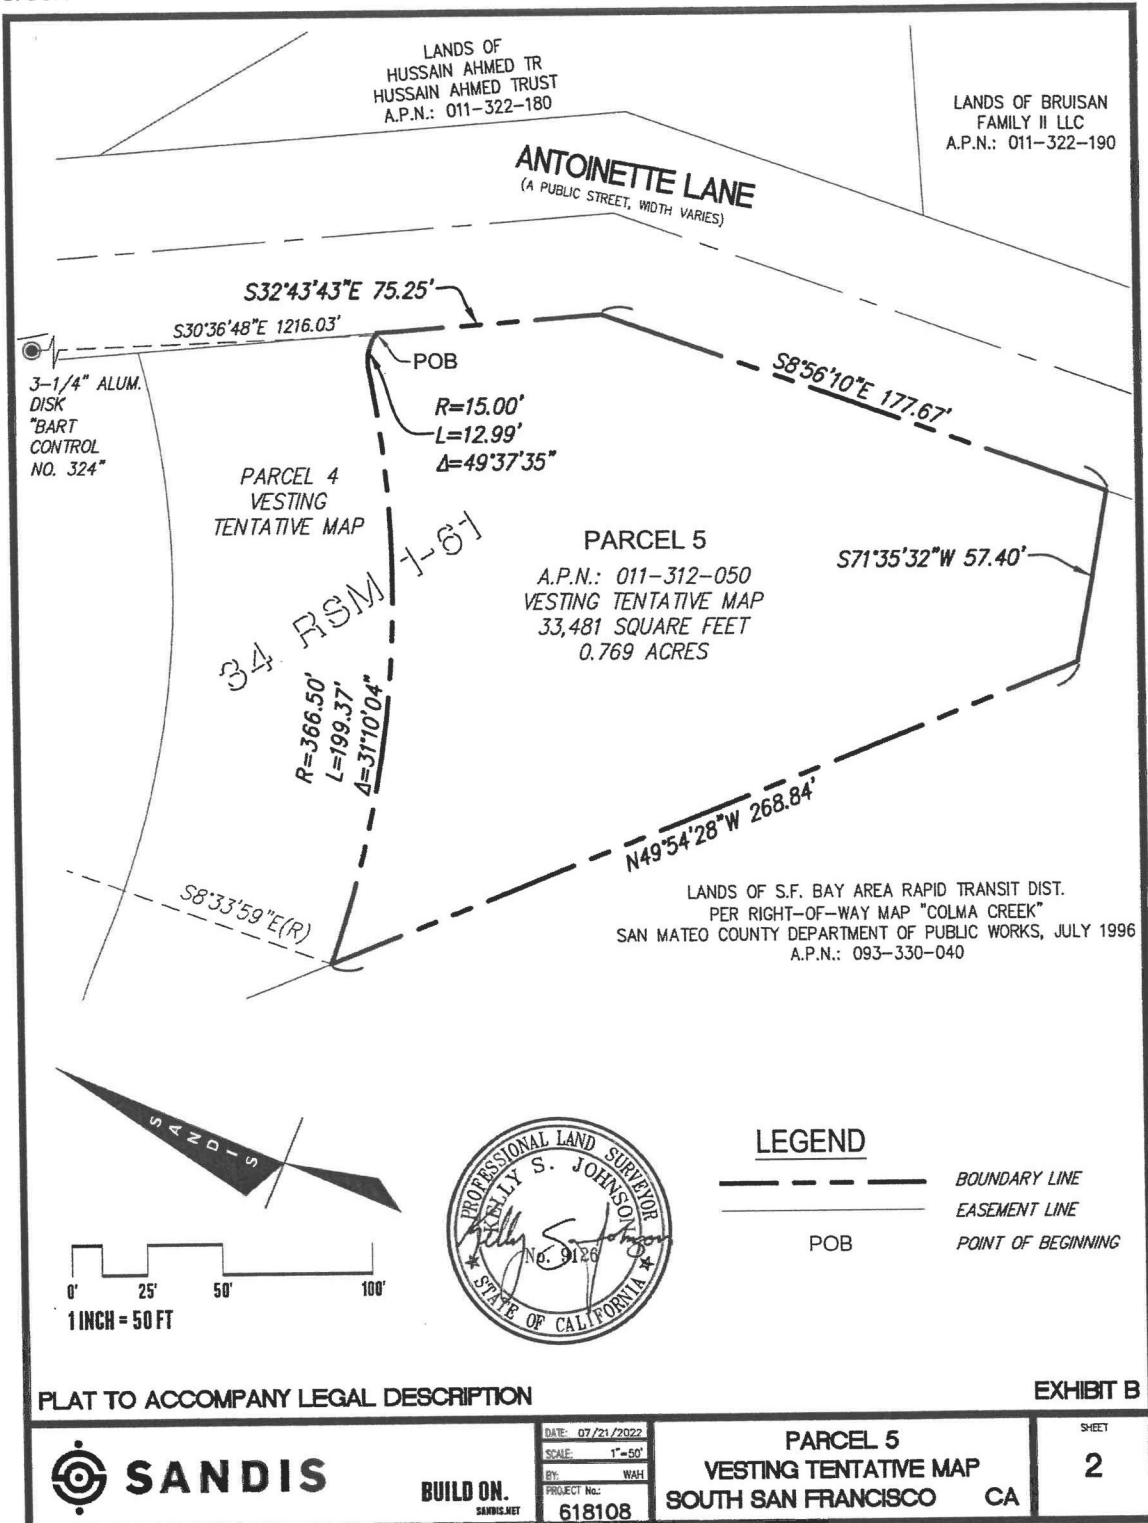 LANDS OF
HUSSAIN AHMED TR
HUSSAIN AHMED TRUST
A.P.N.: 011-322-180
LANDS OF BRUISAN
FAMILY II LLC
A.P.N.: 011-322-190
ANTOINETTE LANE
(A PUBLIC STREET, WIDTH VARIES)
S32°43'43"E 75.25'
S30°36'48"E 1216.03'
POB
S8°56'10"E 177.67'
3-1/4" ALUM.
DISK
"BART
CONTROL
NO. 324"
R=15.00'
L=12.99'
Δ=49°37'35"
PARCEL 4
VESTING
TENTATIVE MAP
34 RSM 1-61
PARCEL 5
A.P.N.: 011-312-050
VESTING TENTATIVE MAP
33,481 SQUARE FEET
0.769 ACRES
S71°35'32"W 57.40'
R=366.50'
L=199.37'
Δ=31°10'04"
N49°54'28"W 268.84'
S8°33'59"E(R)
LANDS OF S.F. BAY AREA RAPID TRANSIT DIST.
PER RIGHT-OF-WAY MAP "COLMA CREEK"
SAN MATEO COUNTY DEPARTMENT OF PUBLIC WORKS, JULY 1996
A.P.N.: 093-330-040
SANDIS
0' 25' 50' 100'
1 INCH = 50 FT
PROFESSIONAL LAND SURVEYOR
KELLY S. JOHNSON
Kelly S. Johnson
No. 9126
STATE OF CALIFORNIA
LEGEND
BOUNDARY LINE
EASEMENT LINE
POB POINT OF BEGINNING
PLAT TO ACCOMPANY LEGAL DESCRIPTION
EXHIBIT B
SANDIS
BUILD ON.
SANDIS.NET
DATE: 07/21/2022
SCALE: 1"=50'
BY: WAH
PROJECT No.:
618108
PARCEL 5
VESTING TENTATIVE MAP
SOUTH SAN FRANCISCO CA
SHEET
2